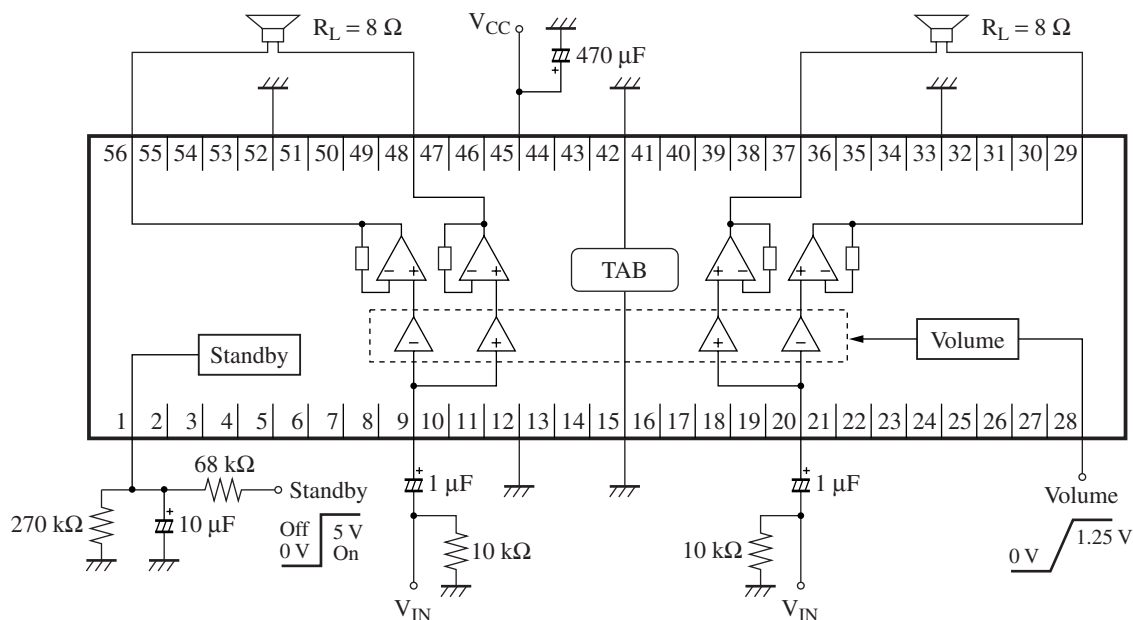 R_L = 8 Ω
V_CC
470 μF
R_L = 8 Ω
56 55 54 53 52 51 50 49 48 47 46 45 44 43 42 41 40 39 38 37 36 35 34 33 32 31 30 29
− + − + + − + −
TAB
Standby
− + + −
Volume
1 2 3 4 5 6 7 8 9 10 11 12 13 14 15 16 17 18 19 20 21 22 23 24 25 26 27 28
68 kΩ
Standby
1 μF
1 μF
Volume
270 kΩ
10 μF
Off
0 V
5 V
On
10 kΩ
10 kΩ
0 V
1.25 V
V_IN
V_IN